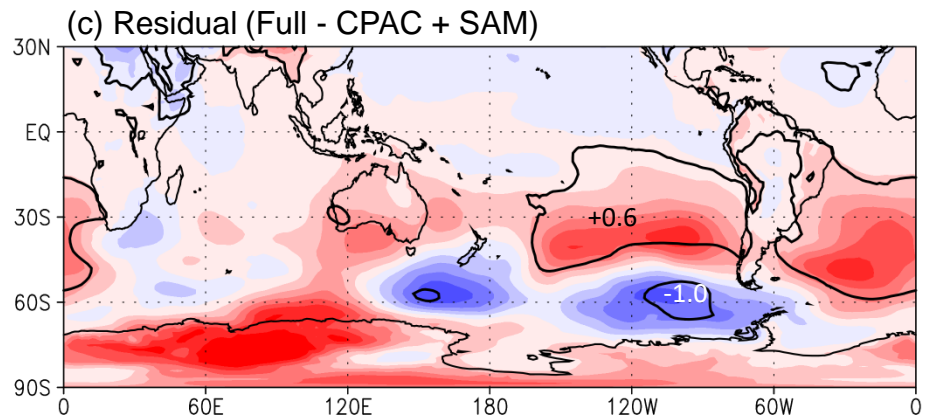 (c) Residual (Full - CPAC + SAM)
30N
EQ
30S
+0.6
60S
-1.0
90S
0 60E 120E 180 120W 60W 0